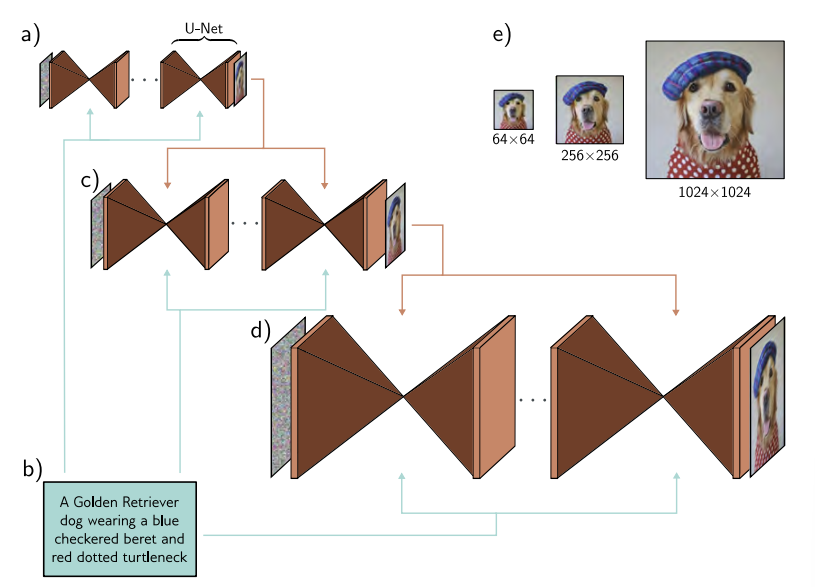 a)
U-Net
e)
64×64
256×256
1024×1024
c)
d)
b)
A Golden Retriever
dog wearing a blue
checkered beret and
red dotted turtleneck